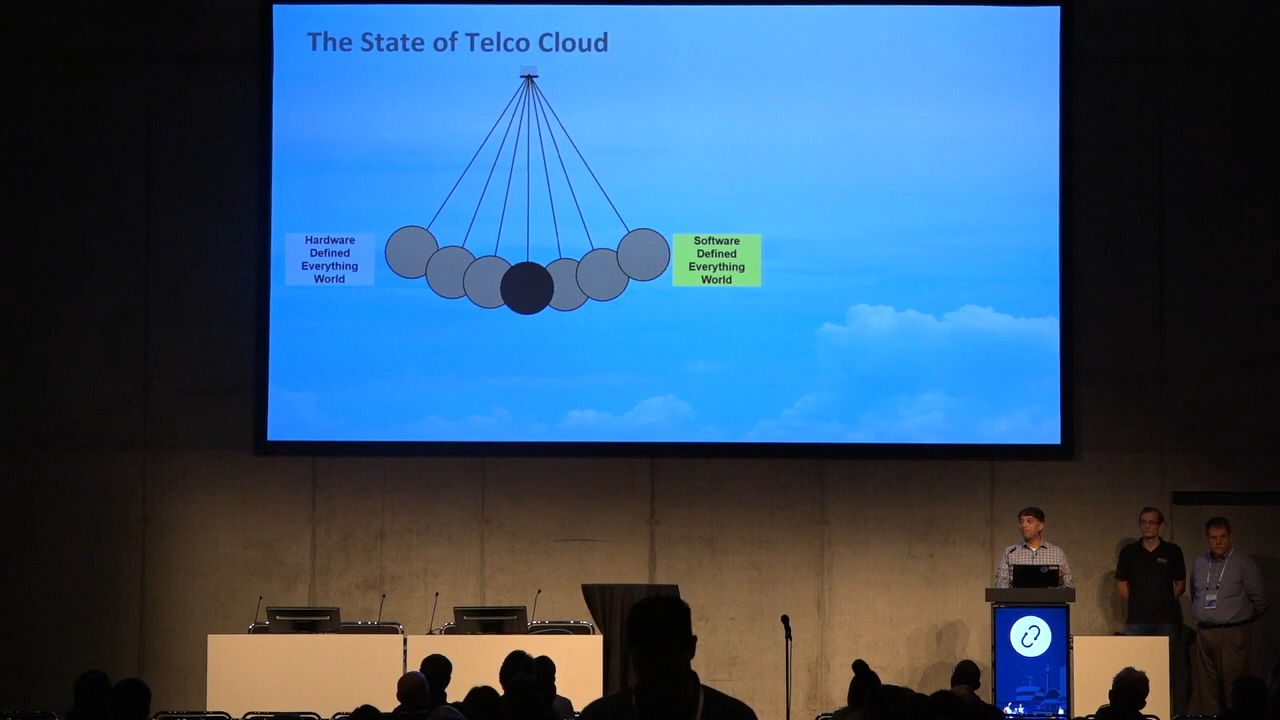 The State of Telco Cloud
Hardware
Defined
Everything
World
Software
Defined
Everything
World